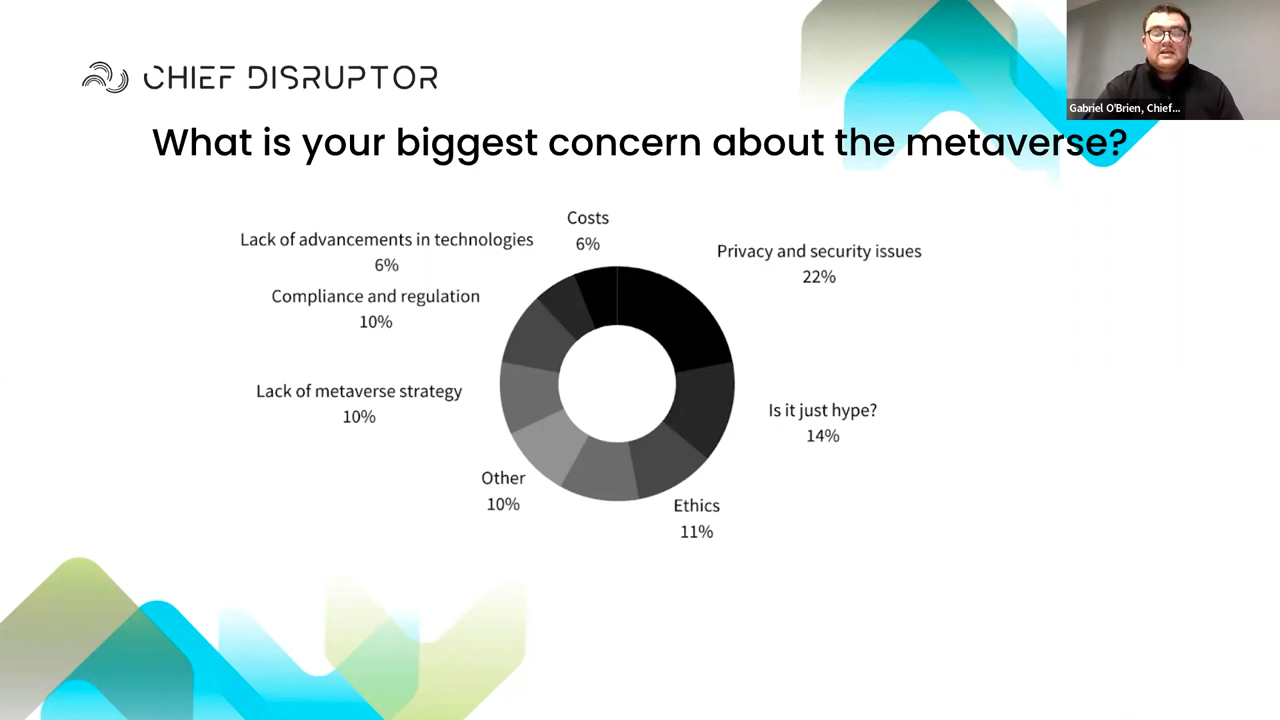 CHIEF DISRUPTOR
Gabriel O'Brien, Chief...
What is your biggest concern about the metaverse?
Costs
6%
Lack of advancements in technologies
6%
Privacy and security issues
22%
Compliance and regulation
10%
Lack of metaverse strategy
10%
Is it just hype?
14%
Other
10%
Ethics
11%